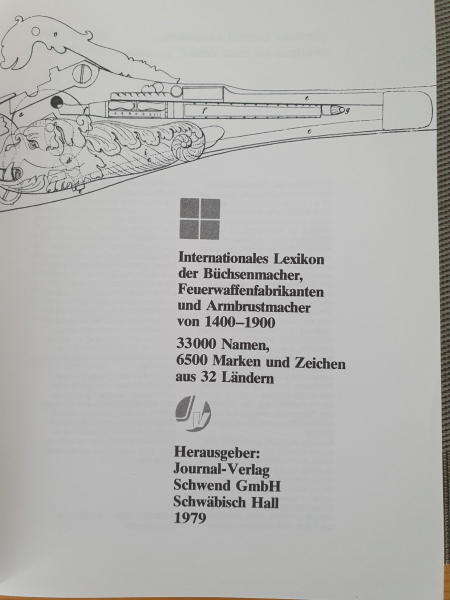 Internationales Lexikon
der Büchsenmacher,
Feuerwaffenfabrikanten
und Armbrustmacher
von 1400–1900
33000 Namen,
6500 Marken und Zeichen
aus 32 Ländern
Herausgeber:
Journal-Verlag
Schwend GmbH
Schwäbisch Hall
1979